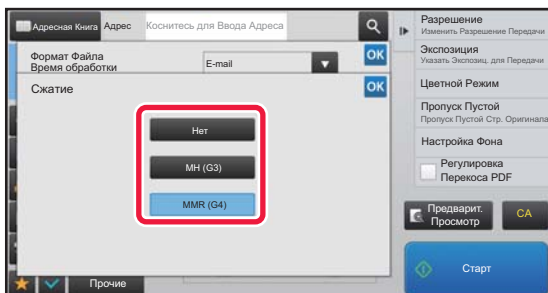 Адресная Книга
Адрес
Коснитесь для Ввода Адреса
Формат Файла
Время обработки
E-mail
OK
Сжатие
OK
Нет
MH (G3)
MMR (G4)
Прочие
Разрешение
Изменить Разрешение Передачи
Экспозиция
Указать Экспозиц. для Передачи
Цветной Режим
Пропуск Пустой
Пропуск Пустой Стр. Оригинала
Настройка Фона
Регулировка
Перекоса PDF
Предварит.
Просмотр
CA
Старт